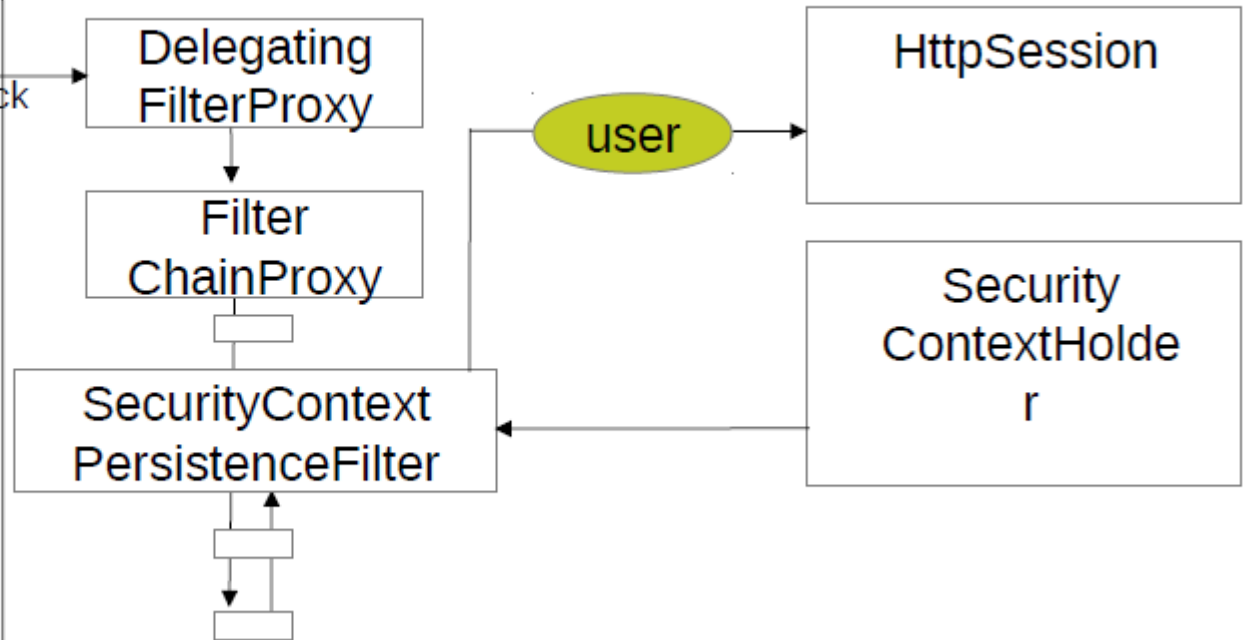 Delegating
FilterProxy
ck
Filter
ChainProxy
SecurityContext
PersistenceFilter
user
HttpSession
Security
ContextHolde
r